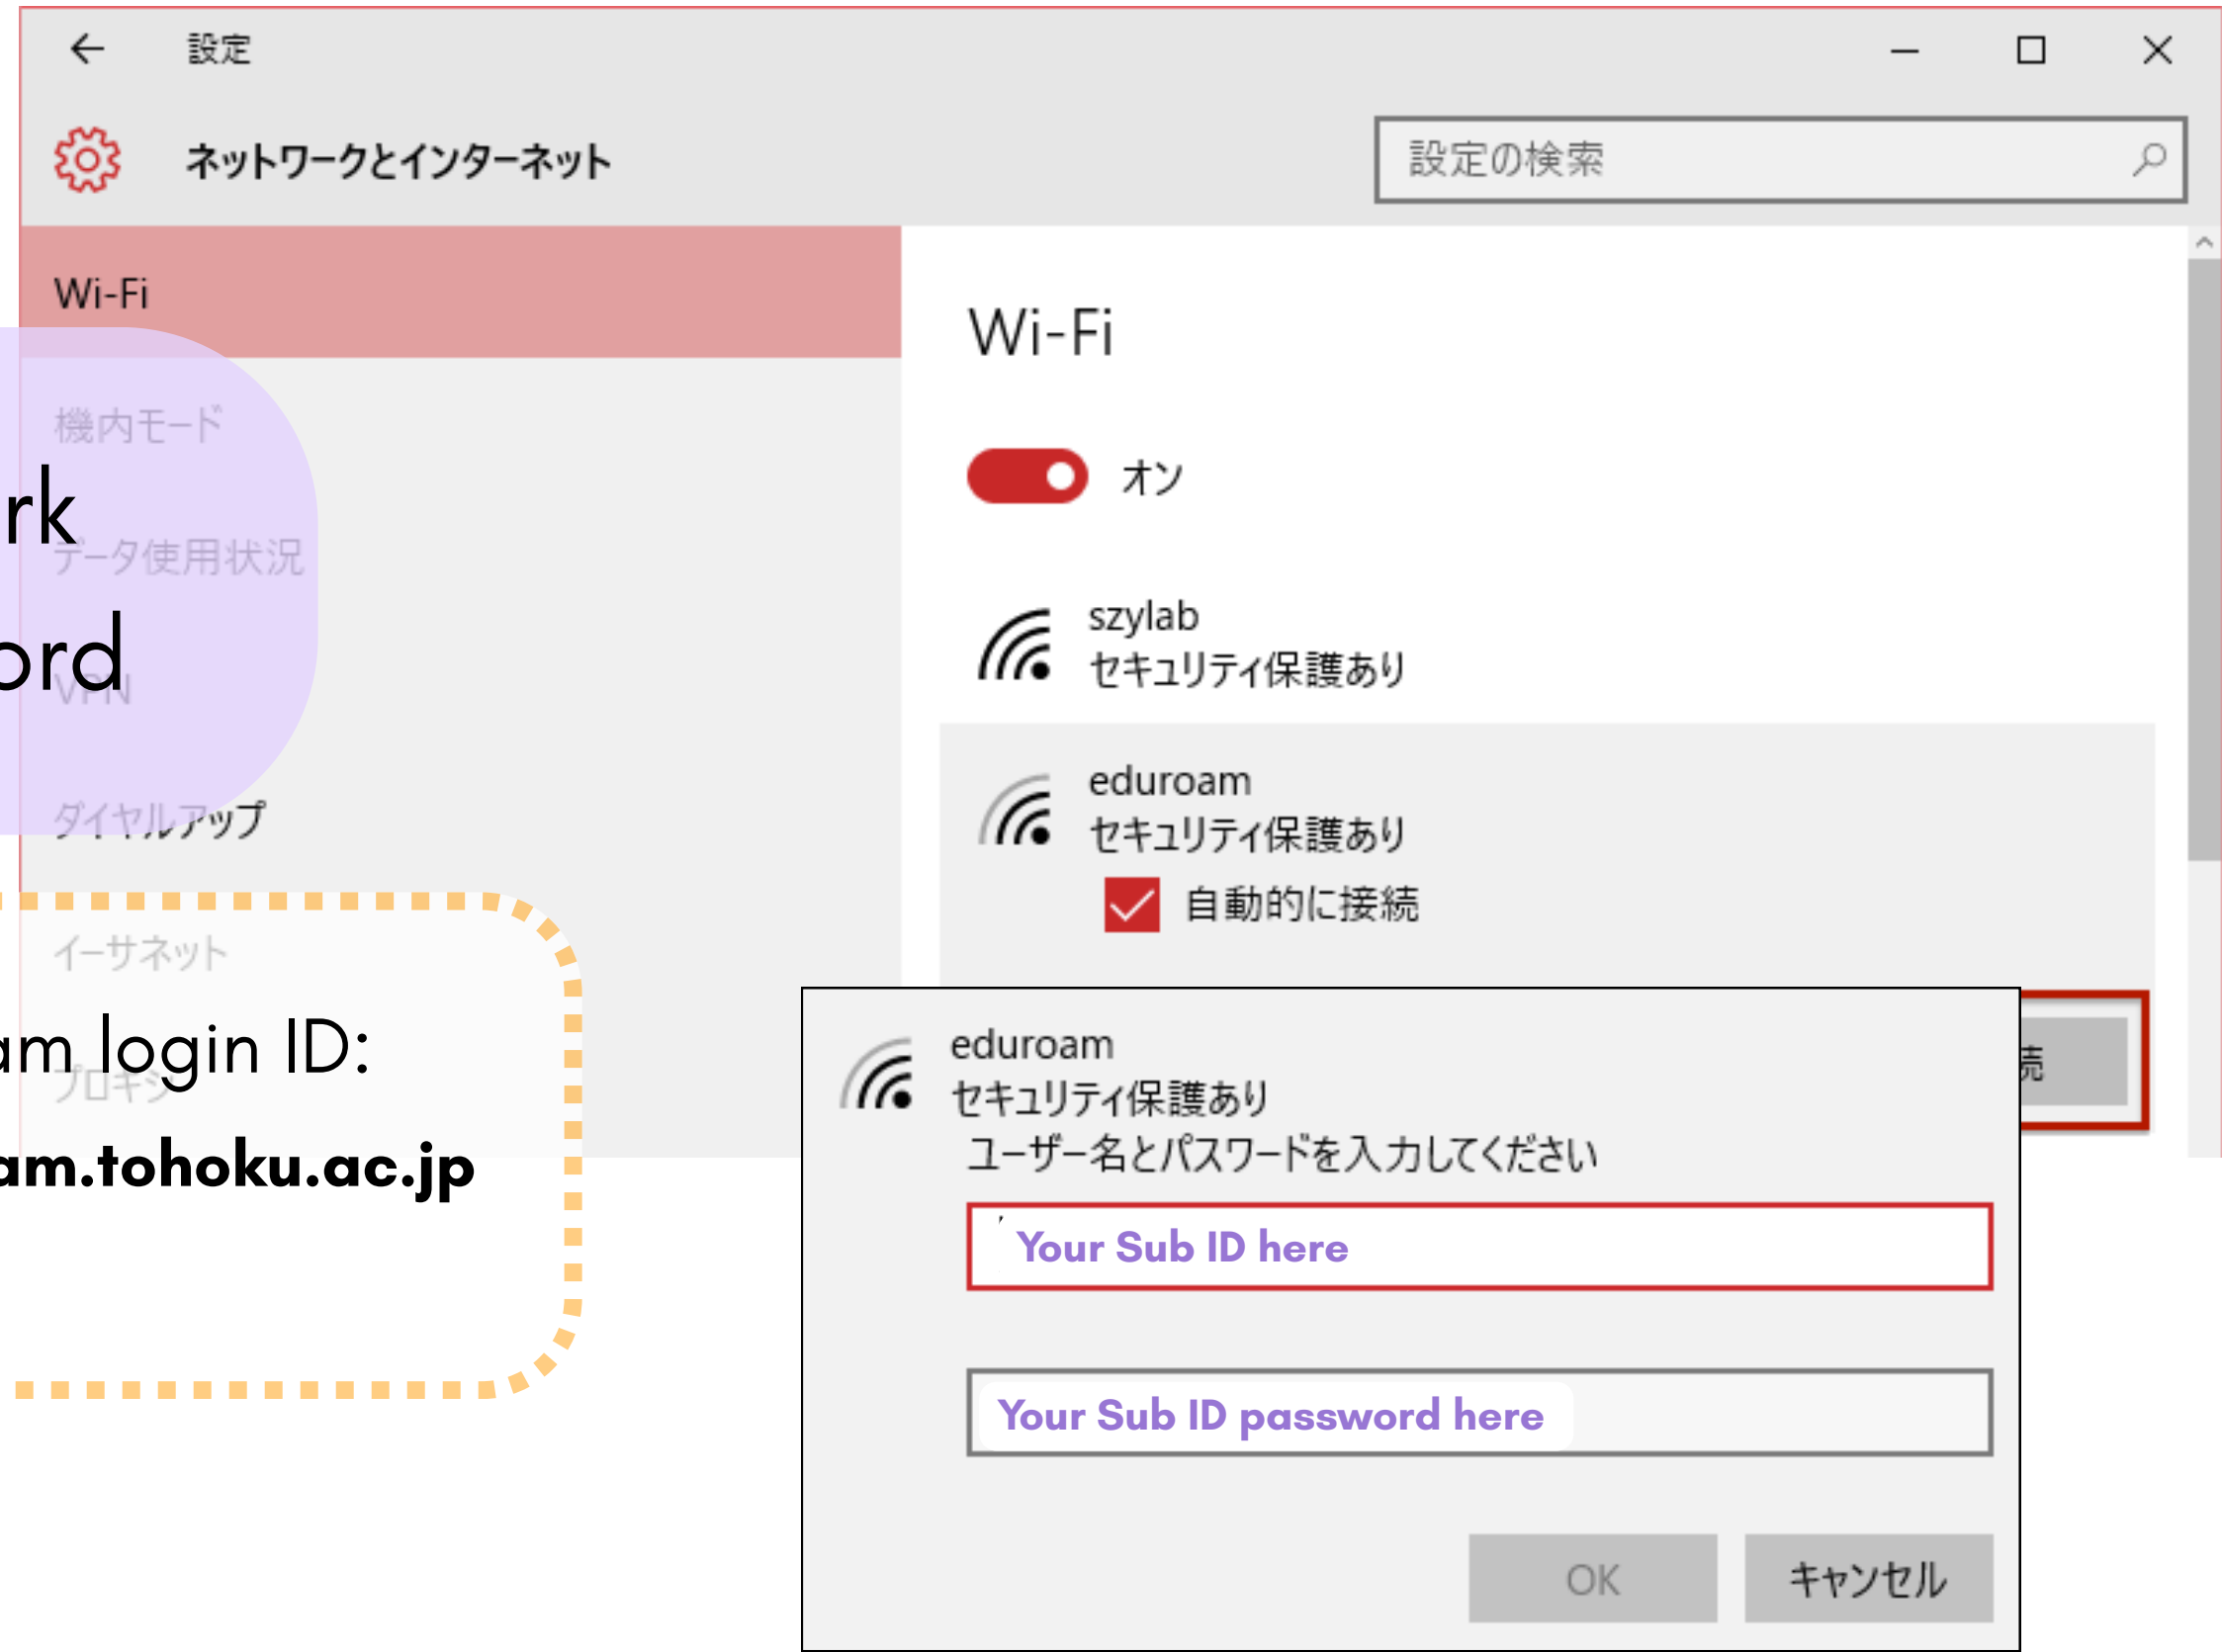 設定
ネットワークとインターネット
設定の検索
Wi-Fi
機内モード
rk
データ使用状況
ord
VPN
ダイヤルアップ
イーサネット
am login ID:
プロキシ
am.tohoku.ac.jp
Wi-Fi
オン
szylab
セキュリティ保護あり
eduroam
セキュリティ保護あり
自動的に接続
続
eduroam
セキュリティ保護あり
ユーザー名とパスワードを入力してください
Your Sub ID here
Your Sub ID password here
OK
キャンセル